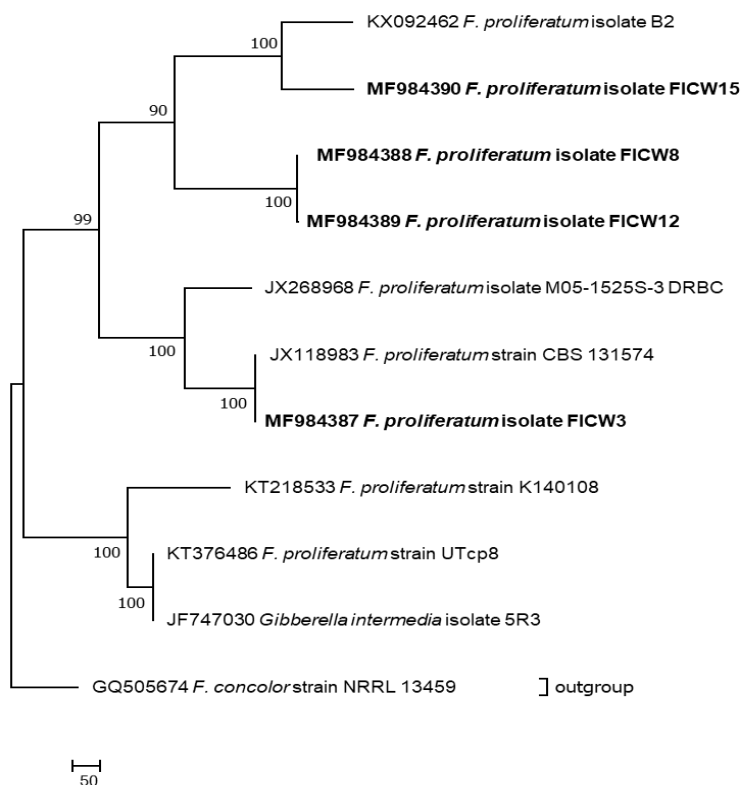 KX092462 F. proliferatum isolate B2
100
MF984390 F. proliferatum isolate FICW15
90
MF984388 F. proliferatum isolate FICW8
100
MF984389 F. proliferatum isolate FICW12
99
JX268968 F. proliferatum isolate M05-1525S-3 DRBC
100
JX118983 F. proliferatum strain CBS 131574
100
MF984387 F. proliferatum isolate FICW3
KT218533 F. proliferatum strain K140108
100
KT376486 F. proliferatum strain UTcp8
100
JF747030 Gibberella intermedia isolate 5R3
GQ505674 F. concolor strain NRRL 13459 outgroup
50